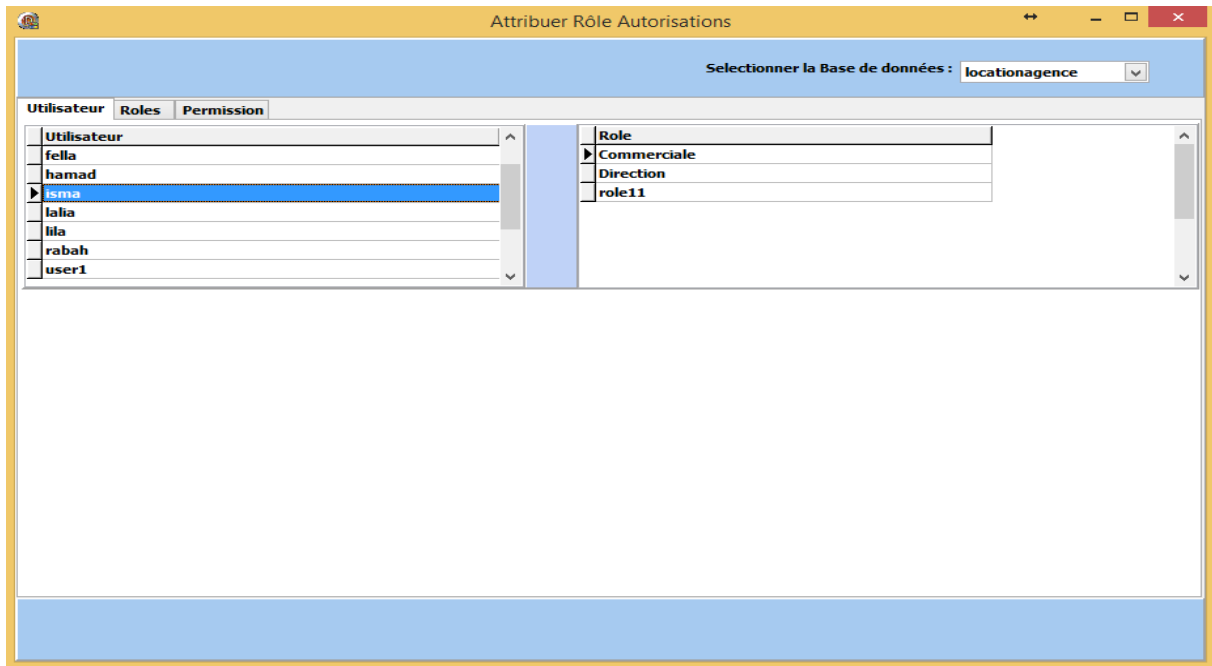 Attribuer Rôle Autorisations
Selectionner la Base de données : locationagence
Utilisateur Roles Permission
Utilisateur
fella
hamad
isma
lalia
lila
rabah
user1
Role
Commerciale
Direction
role11